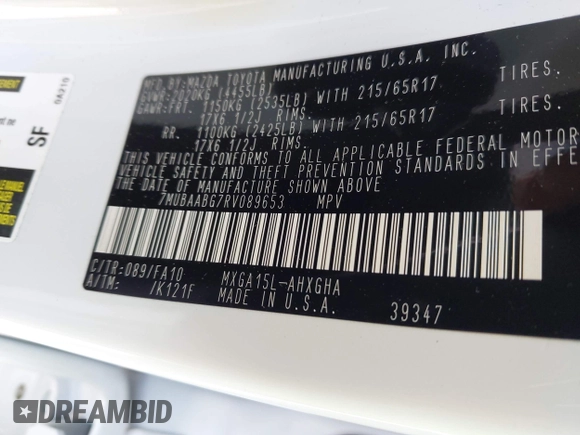 MFD BY:MAZDA TOYOTA MANUFACTURING U.S.A. INC.
GVWR:2020KG (4455LB)
GAWR:FRT. 1150KG (2535LB) WITH 215/65R17 TIRES.
17X6 1/2J RIMS.
RR. 1100KG (2425LB) WITH 215/65R17 TIRES.
17X6 1/2J RIMS.
THIS VEHICLE CONFORMS TO ALL APPLICABLE FEDERAL MOTOR
VEHICLE SAFETY AND THEFT PREVENTION STANDARDS IN EFFE
DATE OF MANUFACTURE SHOWN ABOVE.
7MUBAABG7RV089653 MPV
C/TR:089/FA10 MXGA15L-AHXGHA
A/TM: /K121F MADE IN U.S.A. 39347
0A210
SF
DREAMBID